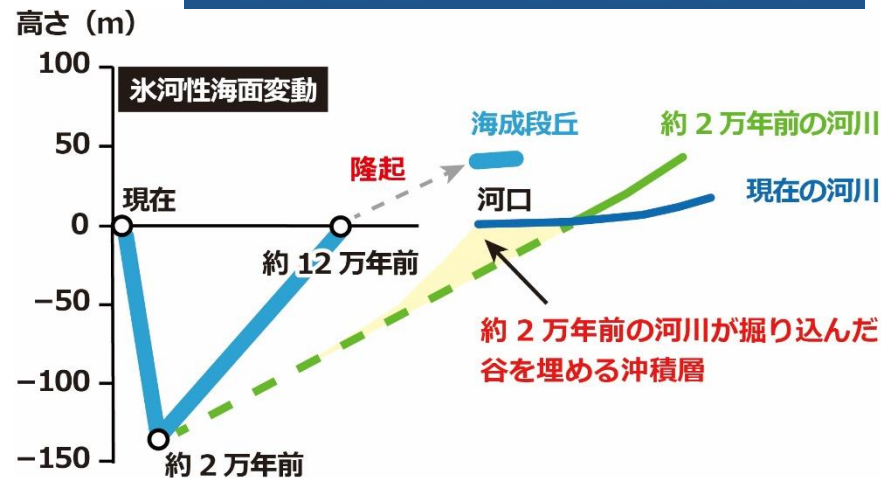 高さ（m）
100
氷河性海面変動
50
海成段丘
約 2 万年前の河川
隆起
現在
河口
現在の河川
0
約 12 万年前
−50
約 2 万年前の河川が掘り込んだ
谷を埋める沖積層
−100
−150
約 2 万年前